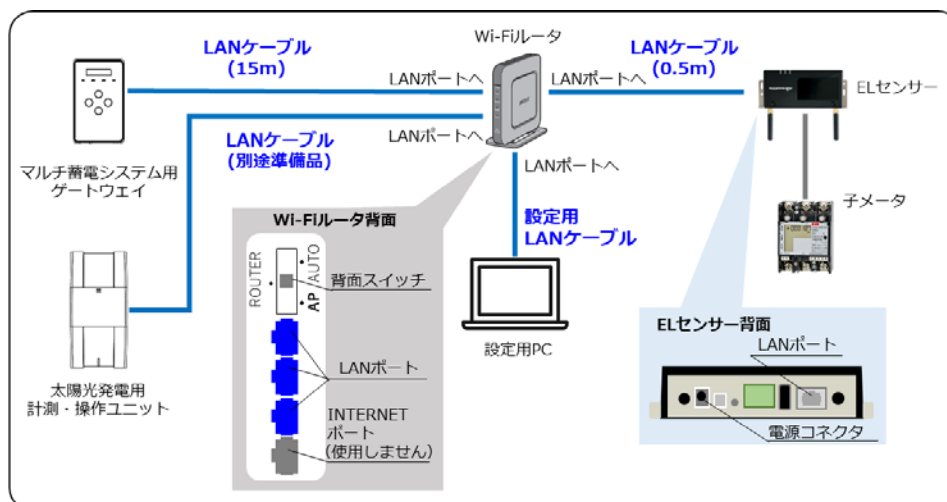 Wi-Fiルータ
LANケーブル
(15m)
LANポートへ
LANポートへ
LANケーブル
(0.5m)
ELセンサー
LANケーブル
(別途準備品)
LANポートへ
LANポートへ
マルチ蓄電システム用
ゲートウェイ
子メータ
設定用
LANケーブル
Wi-Fiルータ背面
ROUTER
AUTO
AP
背面スイッチ
LANポート
INTERNET
ポート
(使用しません)
設定用PC
太陽光発電用
計測・操作ユニット
ELセンサー背面
LANポート
電源コネクタ